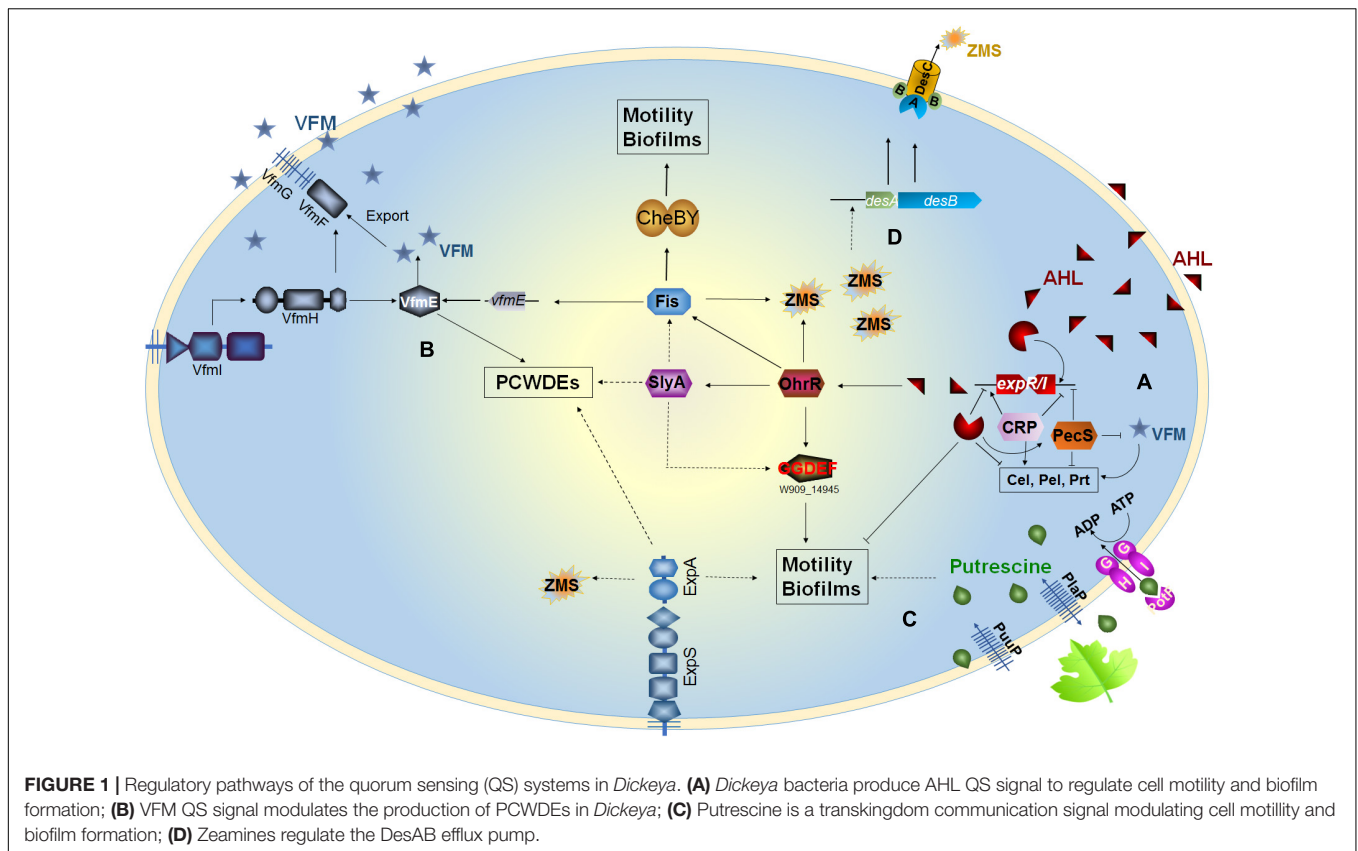 ZMS
DesC
B
A
B
Motility
Biofilms
VFM
VfmG
VfmF
Export
VFM
CheBY
desA
desB
D
AHL
AHL
ZMS
ZMS
ZMS
VfmH
VfmE
vfmE
Fis
VfmI
B
PCWDEs
SlyA
OhrR
expR/I
A
CRP
PecS
VFM
GGDEF
W909_14945
Cel, Pel, Prt
ADP
ATP
G
G
H
I
PotF
ZMS
ExpA
ExpS
Motility
Biofilms
Putrescine
PlaP
C
PuuP
FIGURE 1 | Regulatory pathways of the quorum sensing (QS) systems in Dickeya. (A) Dickeya bacteria produce AHL QS signal to regulate cell motility and biofilm
formation; (B) VFM QS signal modulates the production of PCWDEs in Dickeya; (C) Putrescine is a transkingdom communication signal modulating cell motillity and
biofilm formation; (D) Zeamines regulate the DesAB efflux pump.